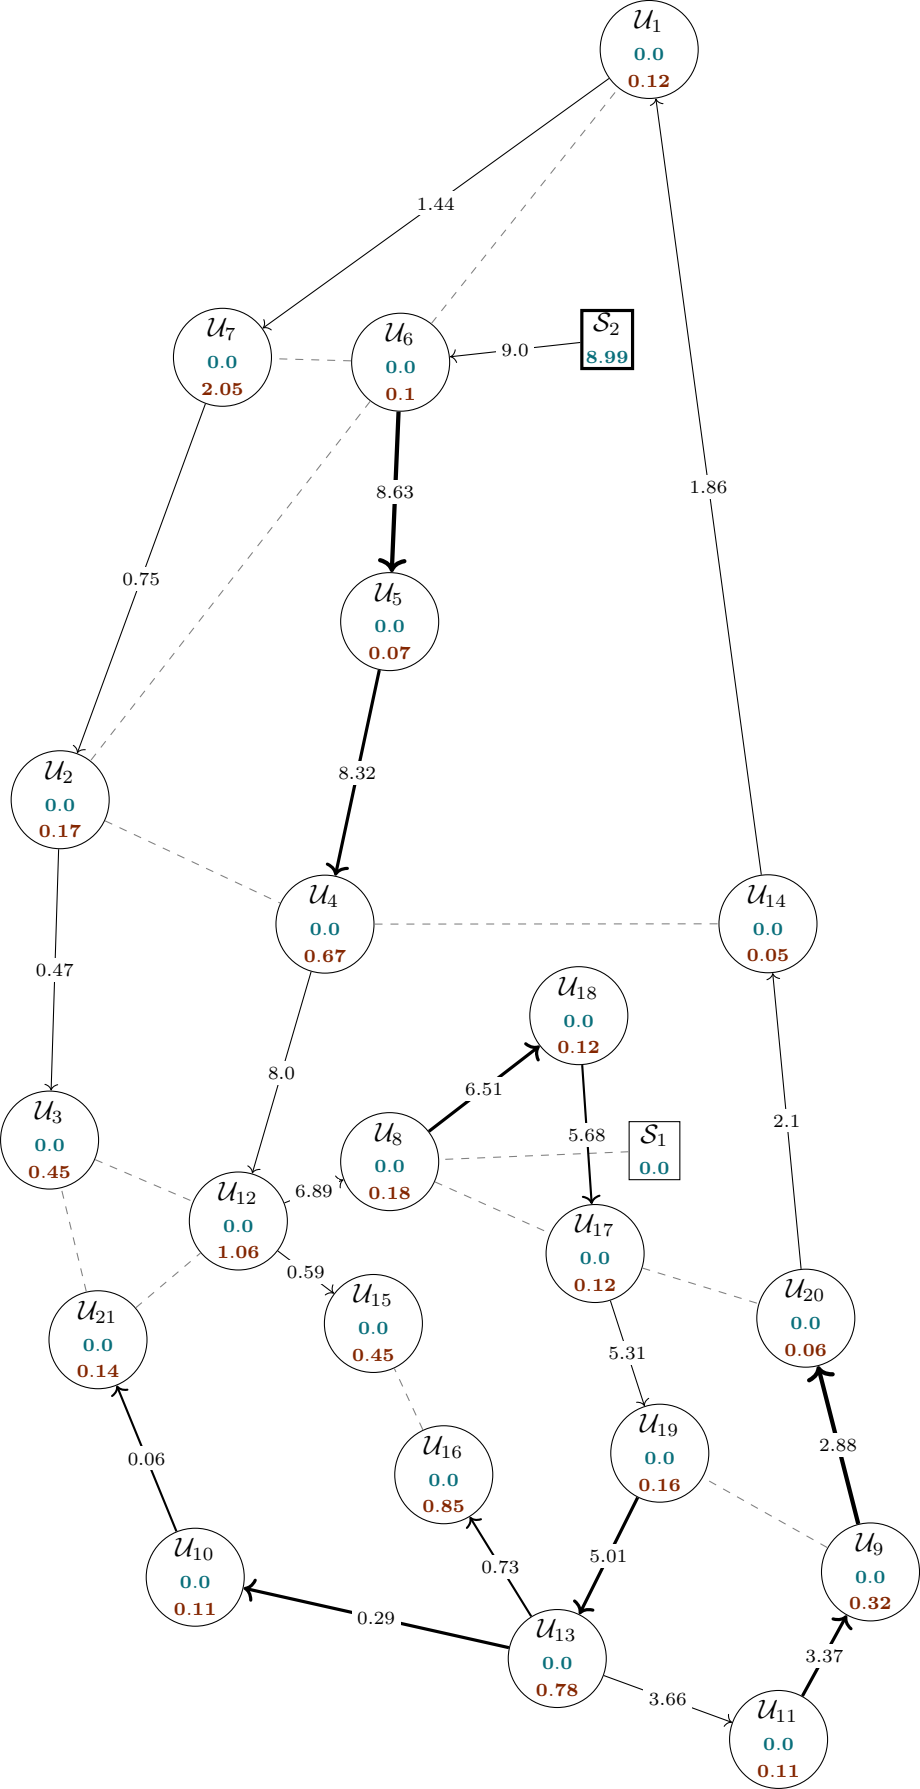 𝒰₁
0.0
0.12
1.44
𝒰₇
0.0
2.05
𝒰₆
0.0
0.1
9.0
𝒮₂
8.99
8.63
1.86
0.75
𝒰₅
0.0
0.07
8.32
𝒰₂
0.0
0.17
𝒰₄
0.0
0.67
𝒰₁₄
0.0
0.05
0.47
𝒰₁₈
0.0
0.12
8.0
6.51
𝒰₃
0.0
0.45
𝒰₈
0.0
0.18
5.68
𝒮₁
0.0
2.1
𝒰₁₂
0.0
1.06
6.89
𝒰₁₇
0.0
0.12
0.59
𝒰₂₁
0.0
0.14
𝒰₁₅
0.0
0.45
𝒰₂₀
0.0
0.06
5.31
𝒰₁₉
0.0
0.16
2.88
0.06
𝒰₁₆
0.0
0.85
𝒰₁₀
0.0
0.11
0.73
5.01
𝒰₉
0.0
0.32
0.29
𝒰₁₃
0.0
0.78
3.37
3.66
𝒰₁₁
0.0
0.11